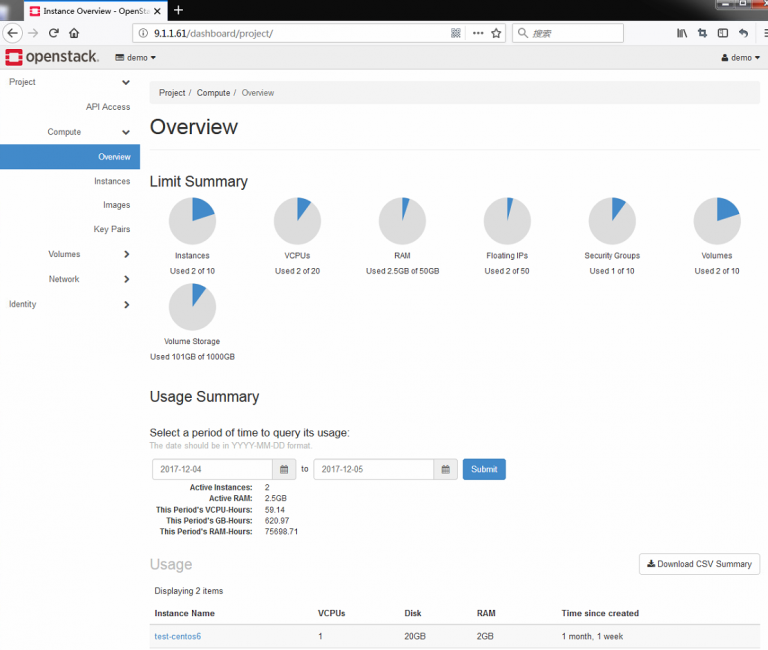 Instance Overview - OpenSta
9.1.1.61/dashboard/project/
搜索
openstack.
demo
demo
Project
API Access
Compute
Overview
Instances
Images
Key Pairs
Volumes
Network
Identity
Project / Compute / Overview
Overview
Limit Summary
Instances
Used 2 of 10
VCPUs
Used 2 of 20
RAM
Used 2.5GB of 50GB
Floating IPs
Used 2 of 50
Security Groups
Used 1 of 10
Volumes
Used 2 of 10
Volume Storage
Used 101GB of 1000GB
Usage Summary
Select a period of time to query its usage:
The date should be in YYYY-MM-DD format.
2017-12-04 to 2017-12-05 Submit
Active Instances: 2
Active RAM: 2.5GB
This Period's VCPU-Hours: 59.14
This Period's GB-Hours: 620.97
This Period's RAM-Hours: 75698.71
Usage
Download CSV Summary
Displaying 2 items
Instance Name VCPUs Disk RAM Time since created
test-centos6 1 20GB 2GB 1 month, 1 week